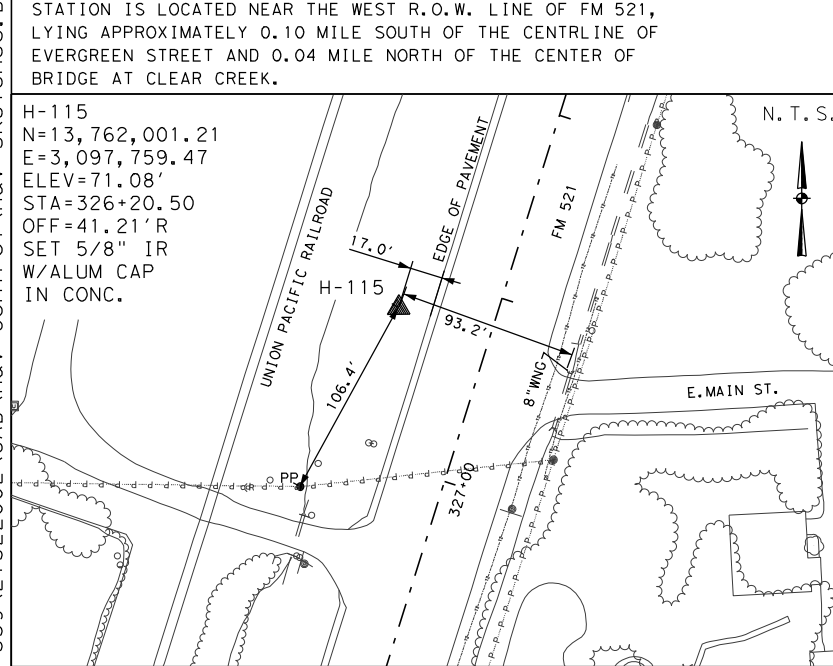 STATION IS LOCATED NEAR THE WEST R.O.W. LINE OF FM 521,
LYING APPROXIMATELY 0.10 MILE SOUTH OF THE CENTRLINE OF
EVERGREEN STREET AND 0.04 MILE NORTH OF THE CENTER OF
BRIDGE AT CLEAR CREEK.
H-115
N=13,762,001.21
E=3,097,759.47
ELEV=71.08'
STA=326+20.50
OFF=41.21'R
SET 5/8" IR
W/ALUM CAP
IN CONC.
N.T.S.
UNION PACIFIC RAILROAD
EDGE OF PAVEMENT
FM 521
17.0'
H-115
93.2'
106.4'
8"WNG
E.MAIN ST.
PP
327+00